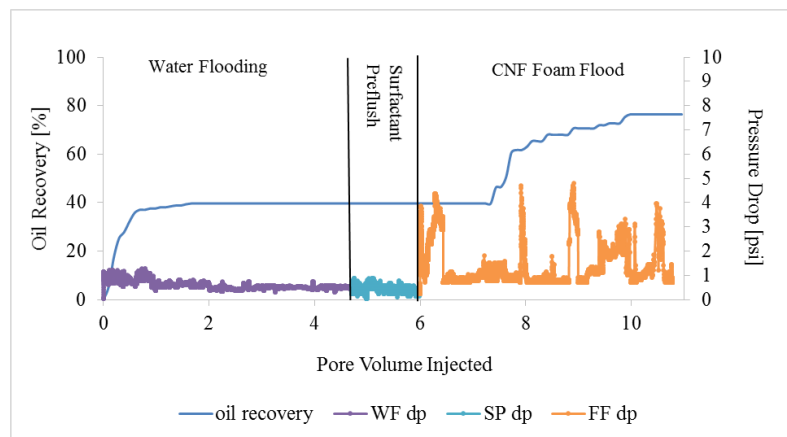 Water Flooding
Surfactant
Preflush
CNF Foam Flood
Oil Recovery [%]
100
80
60
40
20
0
10
9
8
7
6
5
4
3
2
1
0
Pressure Drop [psi]
0
2
4
6
8
10
Pore Volume Injected
oil recovery
WF dp
SP dp
FF dp